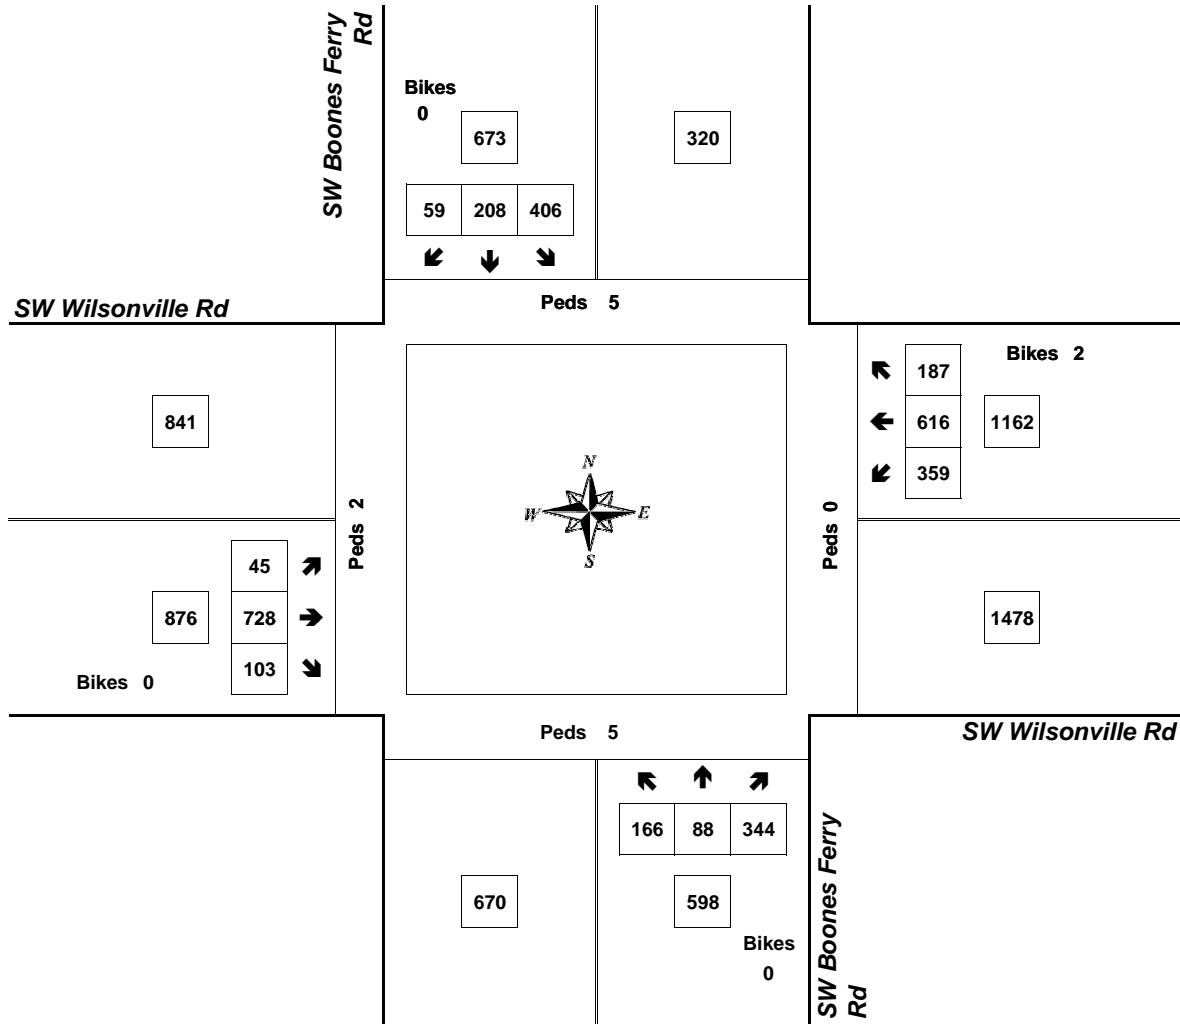 SW Boones Ferry
Rd
Bikes
0
673
320
59 208 406
Peds 5
SW Wilsonville Rd
Bikes 2
187
841
616 1162
359
N
W E
S
Peds 2
Peds 0
45
876 728
1478
103
Bikes 0
Peds 5
SW Wilsonville Rd
166 88 344
670
598
Bikes
0
SW Boones Ferry
Rd